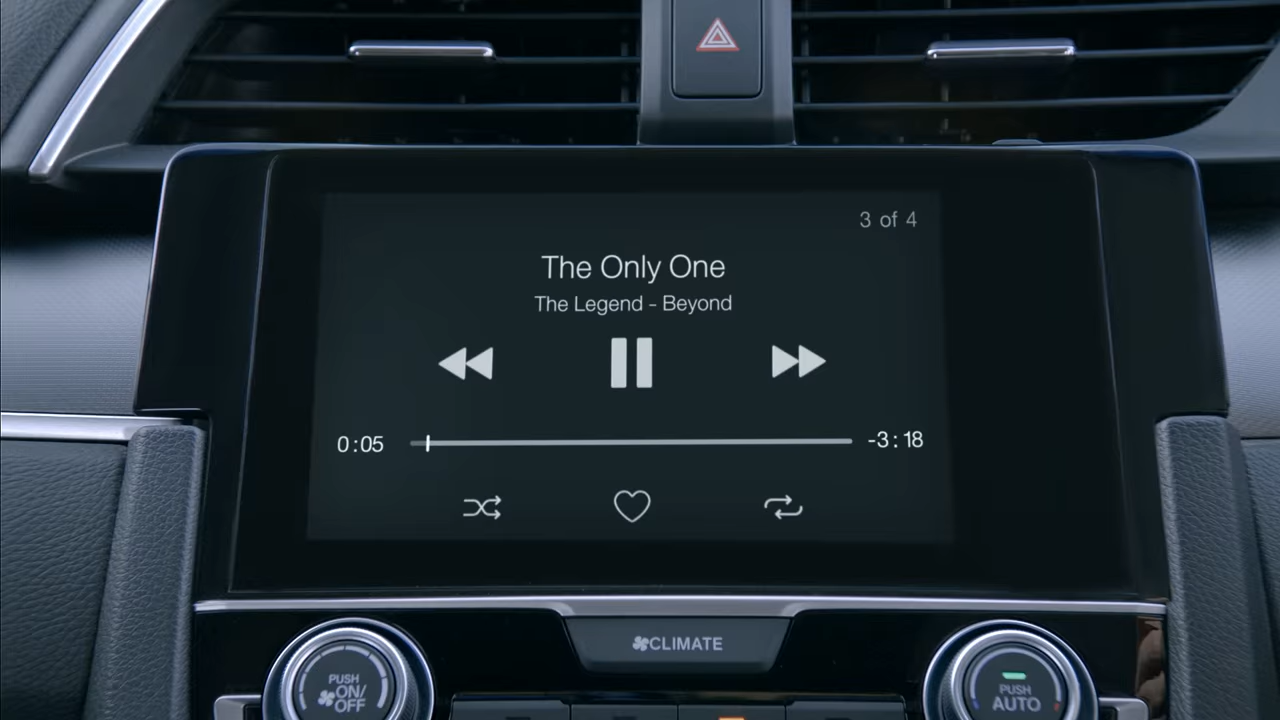 3 of 4
The Only One
The Legend - Beyond
0:05
-3:18
CLIMATE
PUSH
ON/
OFF
PUSH
AUTO